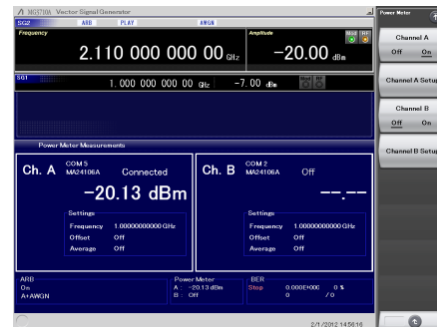 MG3710A Vector Signal Generator
SG2 ARB PLAY AWGN
Frequency
2.110 000 000 00 GHz
Amplitude
-20.00 dBm
SG1
1. 000 000 000 00 GHz
-7. 00 dBm
Power Meter Measurements
Ch. A
COM 5
MA24106A Connected
-20.13 dBm
Settings
Frequency 1.00000000000 GHz
Offset Off
Average Off
Ch. B
COM 2
MA24106A Off
--.--
Settings
Frequency 1.00000000000 GHz
Offset Off
Average Off
ARB
On
A+AWGN
Power Meter
A : -20.13 dBm
B : Off
BER
Stop 0.000E+000 0 %
0 / 0
2/1/2012 14:56:16
Power Meter
Channel A
Off On
Channel A Setup
Channel B
Off On
Channel B Setup